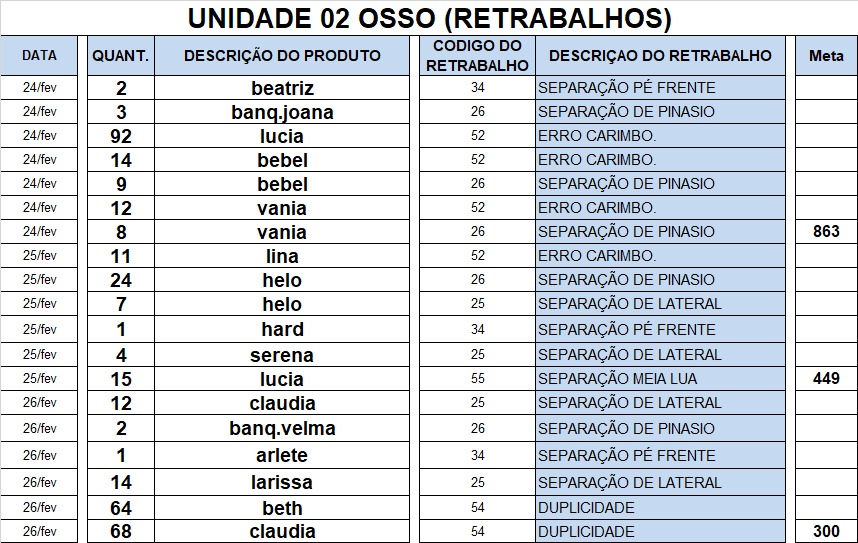 UNIDADE 02 OSSO (RETRABALHOS)
DATA QUANT. DESCRIÇÃO DO PRODUTO CODIGO DO RETRABALHO DESCRIÇAO DO RETRABALHO Meta
24/fev 2 beatriz 34 SEPARAÇÃO PÉ FRENTE
24/fev 3 banq.joana 26 SEPARAÇÃO DE PINASIO
24/fev 92 lucia 52 ERRO CARIMBO.
24/fev 14 bebel 52 ERRO CARIMBO.
24/fev 9 bebel 26 SEPARAÇÃO DE PINASIO
24/fev 12 vania 52 ERRO CARIMBO.
24/fev 8 vania 26 SEPARAÇÃO DE PINASIO 863
25/fev 11 lina 52 ERRO CARIMBO.
25/fev 24 helo 26 SEPARAÇÃO DE PINASIO
25/fev 7 helo 25 SEPARAÇÃO DE LATERAL
25/fev 1 hard 34 SEPARAÇÃO PÉ FRENTE
25/fev 4 serena 25 SEPARAÇÃO DE LATERAL
25/fev 15 lucia 55 SEPARAÇÃO MEIA LUA 449
26/fev 12 claudia 25 SEPARAÇÃO DE LATERAL
26/fev 2 banq.velma 26 SEPARAÇÃO DE PINASIO
26/fev 1 arlete 34 SEPARAÇÃO PÉ FRENTE
26/fev 14 larissa 25 SEPARAÇÃO DE LATERAL
26/fev 64 beth 54 DUPLICIDADE
26/fev 68 claudia 54 DUPLICIDADE 300